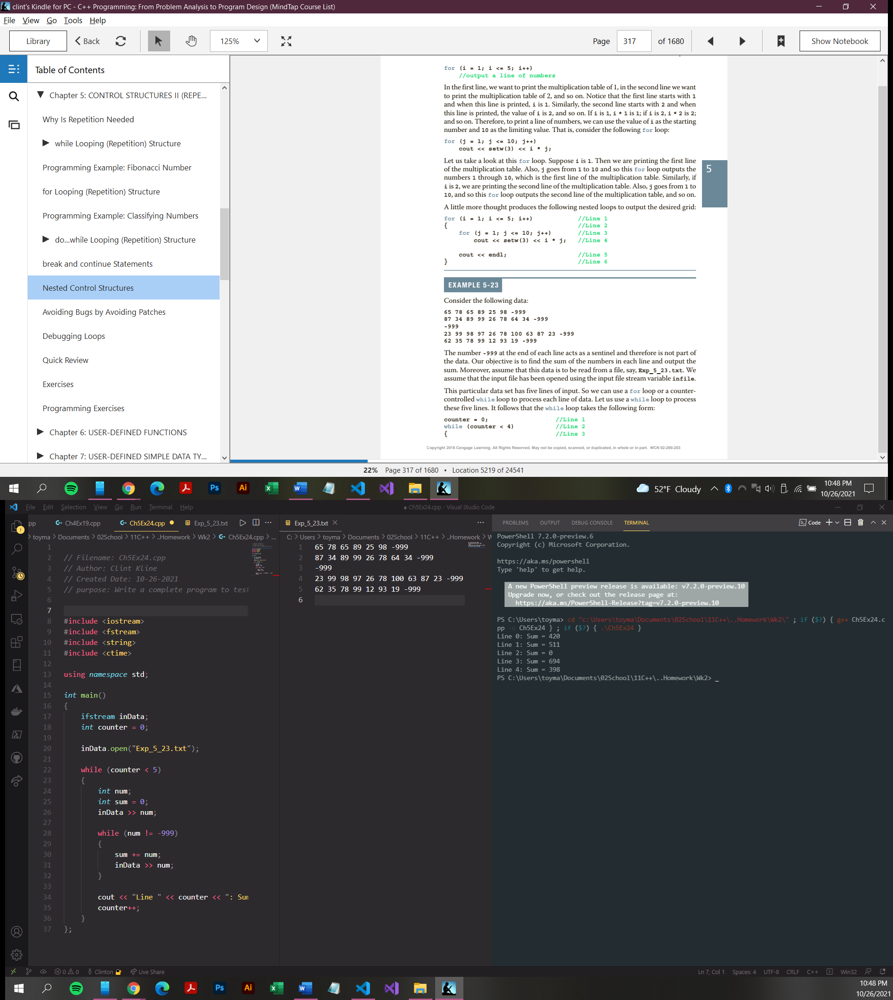 clint's Kindle for PC - C++ Programming: From Problem Analysis to Program Design (MindTap Course List)
File View Go Tools Help
Library Back 125% Page 317 of 1680 Show Notebook
Table of Contents
Chapter 5: CONTROL STRUCTURES II (REPE...
Why Is Repetition Needed
while Looping (Repetition) Structure
Programming Example: Fibonacci Number
for Looping (Repetition) Structure
Programming Example: Classifying Numbers
do...while Looping (Repetition) Structure
break and continue Statements
Nested Control Structures
Avoiding Bugs by Avoiding Patches
Debugging Loops
Quick Review
Exercises
Programming Exercises
Chapter 6: USER-DEFINED FUNCTIONS
Chapter 7: USER-DEFINED SIMPLE DATA TY...
for (i = 1; i <= 5; i++)
//output a line of numbers
In the first line, we want to print the multiplication table of 1, in the second line we want
to print the multiplication table of 2, and so on. Notice that the first line starts with 1
and when this line is printed, i is 1. Similarly, the second line starts with 2 and when
this line is printed, the value of i is 2, and so on. If i is 1, i * 1 is 1; if i is 2, i * 2 is 2;
and so on. Therefore, to print a line of numbers, we can use the value of i as the starting
number and 10 as the limiting value. That is, consider the following for loop:
for (j = 1; j <= 10; j++)
cout << setw(3) << i * j;
Let us take a look at this for loop. Suppose i is 1. Then we are printing the first line
of the multiplication table. Also, j goes from 1 to 10 and so this for loop outputs the
numbers 1 through 10, which is the first line of the multiplication table. Similarly, if
i is 2, we are printing the second line of the multiplication table. Also, j goes from 1 to
10, and so this for loop outputs the second line of the multiplication table, and so on.
5
A little more thought produces the following nested loops to output the desired grid:
for (i = 1; i <= 5; i++) //Line 1
{ //Line 2
for (j = 1; j <= 10; j++) //Line 3
cout << setw(3) << i * j; //Line 4
cout << endl; //Line 5
} //Line 6
EXAMPLE 5-23
Consider the following data:
65 78 65 89 25 98 -999
87 34 89 99 26 78 64 34 -999
-999
23 99 98 97 26 78 100 63 87 23 -999
62 35 78 99 12 93 19 -999
The number -999 at the end of each line acts as a sentinel and therefore is not part of
the data. Our objective is to find the sum of the numbers in each line and output the
sum. Moreover, assume that this data is to be read from a file, say, Exp_5_23.txt. We
assume that the input file has been opened using the input file stream variable infile.
This particular data set has five lines of input. So we can use a for loop or a counter-
controlled while loop to process each line of data. Let us use a while loop to process
these five lines. It follows that the while loop takes the following form:
counter = 0; //Line 1
while (counter < 4) //Line 2
{ //Line 3
Copyright 2018 Cengage Learning. All Rights Reserved. May not be copied, scanned, or duplicated, in whole or in part. WCN 02-200-203
22% Page 317 of 1680 • Location 5219 of 24541
52°F Cloudy
10:48 PM
10/26/2021
File Edit Selection View Go Run Terminal Help
● Ch5Ex24.cpp - Visual Studio Code
pp Ch4Ex19.cpp Ch5Ex24.cpp Exp_5_23.txt
toyma > Documents > 02School > 11C++ > ..Homework > Wk2 > Ch5Ex24.cpp > ...
1
2 // Filename: Ch5Ex24.cpp
3 // Author: Clint Kline
4 // Created Date: 10-26-2021
5 // purpose: Write a complete program to test
6
7
8 #include <iostream>
9 #include <fstream>
10 #include <string>
11 #include <ctime>
12
13 using namespace std;
14
15 int main()
16 {
17 ifstream inData;
18 int counter = 0;
19
20 inData.open("Exp_5_23.txt");
21
22 while (counter < 5)
23 {
24 int num;
25 int sum = 0;
26 inData >> num;
27
28 while (num != -999)
29 {
30 sum += num;
31 inData >> num;
32 }
33
34 cout << "Line " << counter << ": Sum
35 counter++;
36 }
37 };
Exp_5_23.txt
C: > Users > toyma > Documents > 02School > 11C++ > ..Homework > W
1 65 78 65 89 25 98 -999
2 87 34 89 99 26 78 64 34 -999
3 -999
4 23 99 98 97 26 78 100 63 87 23 -999
5 62 35 78 99 12 93 19 -999
6
PROBLEMS OUTPUT DEBUG CONSOLE TERMINAL Code
PowerShell 7.2.0-preview.6
Copyright (c) Microsoft Corporation.
https://aka.ms/powershell
Type 'help' to get help.
A new PowerShell preview release is available: v7.2.0-preview.10
Upgrade now, or check out the release page at:
https://aka.ms/PowerShell-Release?tag=v7.2.0-preview.10
PS C:\Users\toyma> cd "c:\Users\toyma\Documents\02School\11C++\..Homework\Wk2\" ; if ($?) { g++ Ch5Ex24.c
pp -o Ch5Ex24 } ; if ($?) { .\Ch5Ex24 }
Line 0: Sum = 420
Line 1: Sum = 511
Line 2: Sum = 0
Line 3: Sum = 694
Line 4: Sum = 398
PS C:\Users\toyma\Documents\02School\11C++\..Homework\Wk2> _
0 0 Clinton Live Share
Ln 7, Col 1 Spaces: 4 UTF-8 CRLF C++ Win32
10:48 PM
10/26/2021